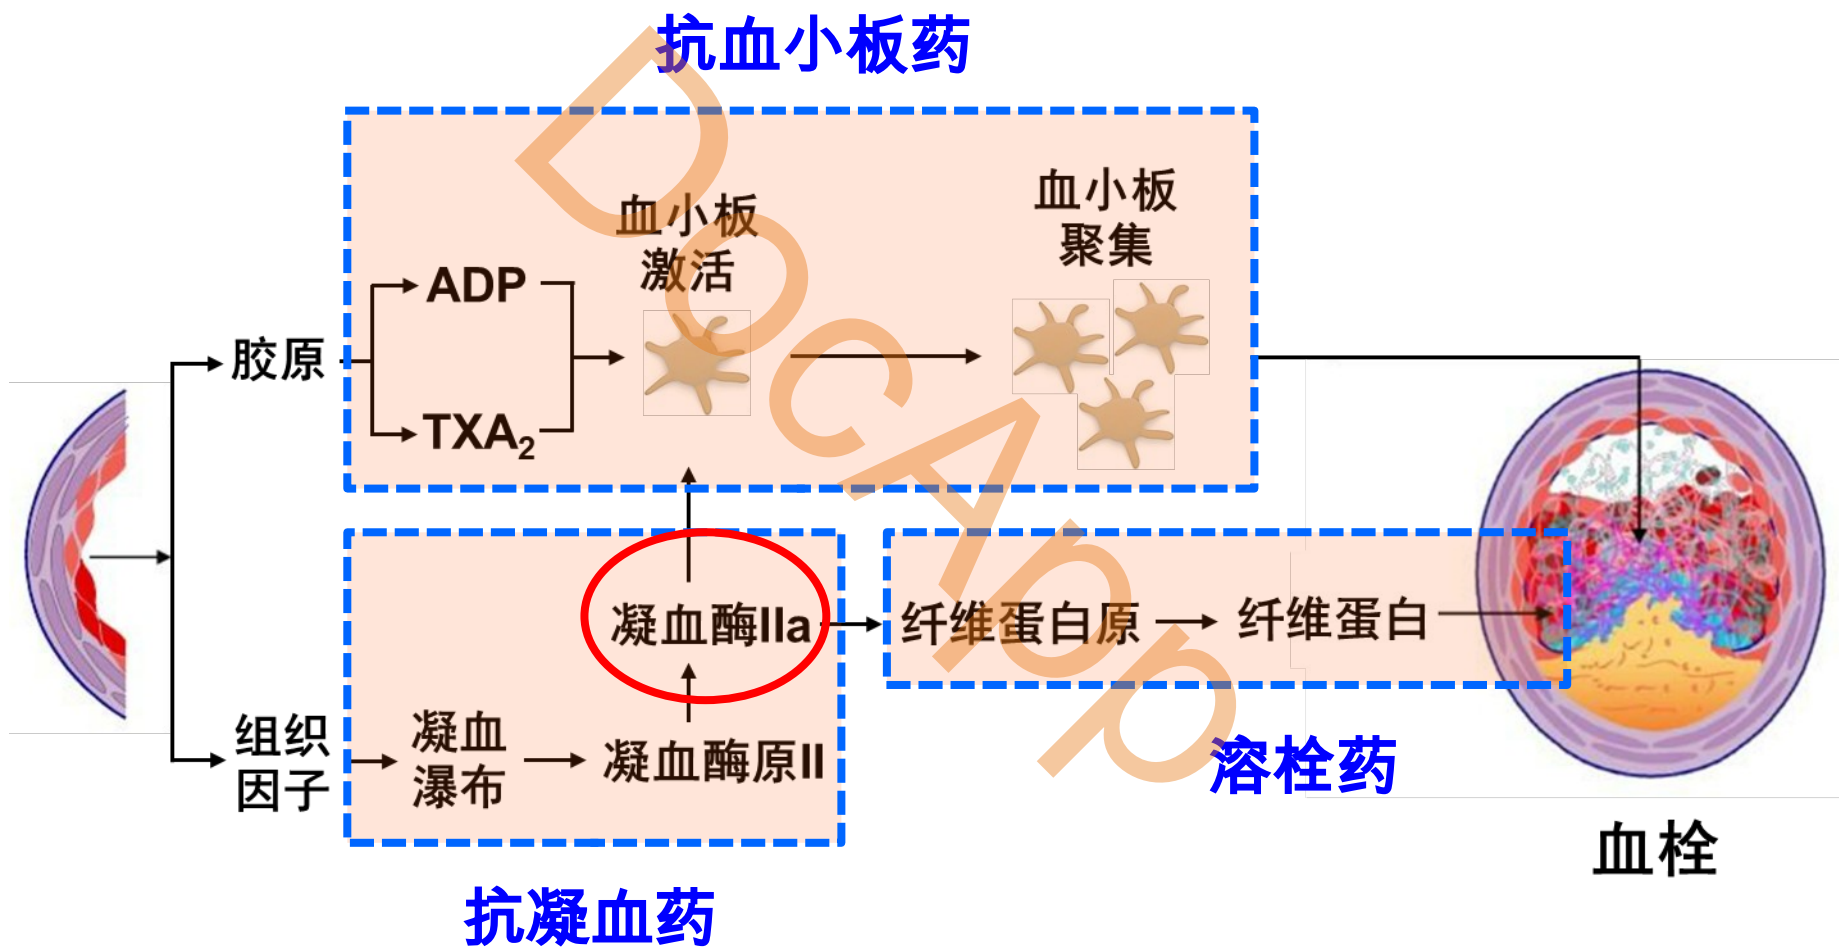 抗血小板药
血小板
激活
血小板
聚集
ADP
TXA2
胶原
组织
因子
凝血
瀑布
凝血酶原II
凝血酶IIa
纤维蛋白原
纤维蛋白
溶栓药
血栓
抗凝血药
DocApp